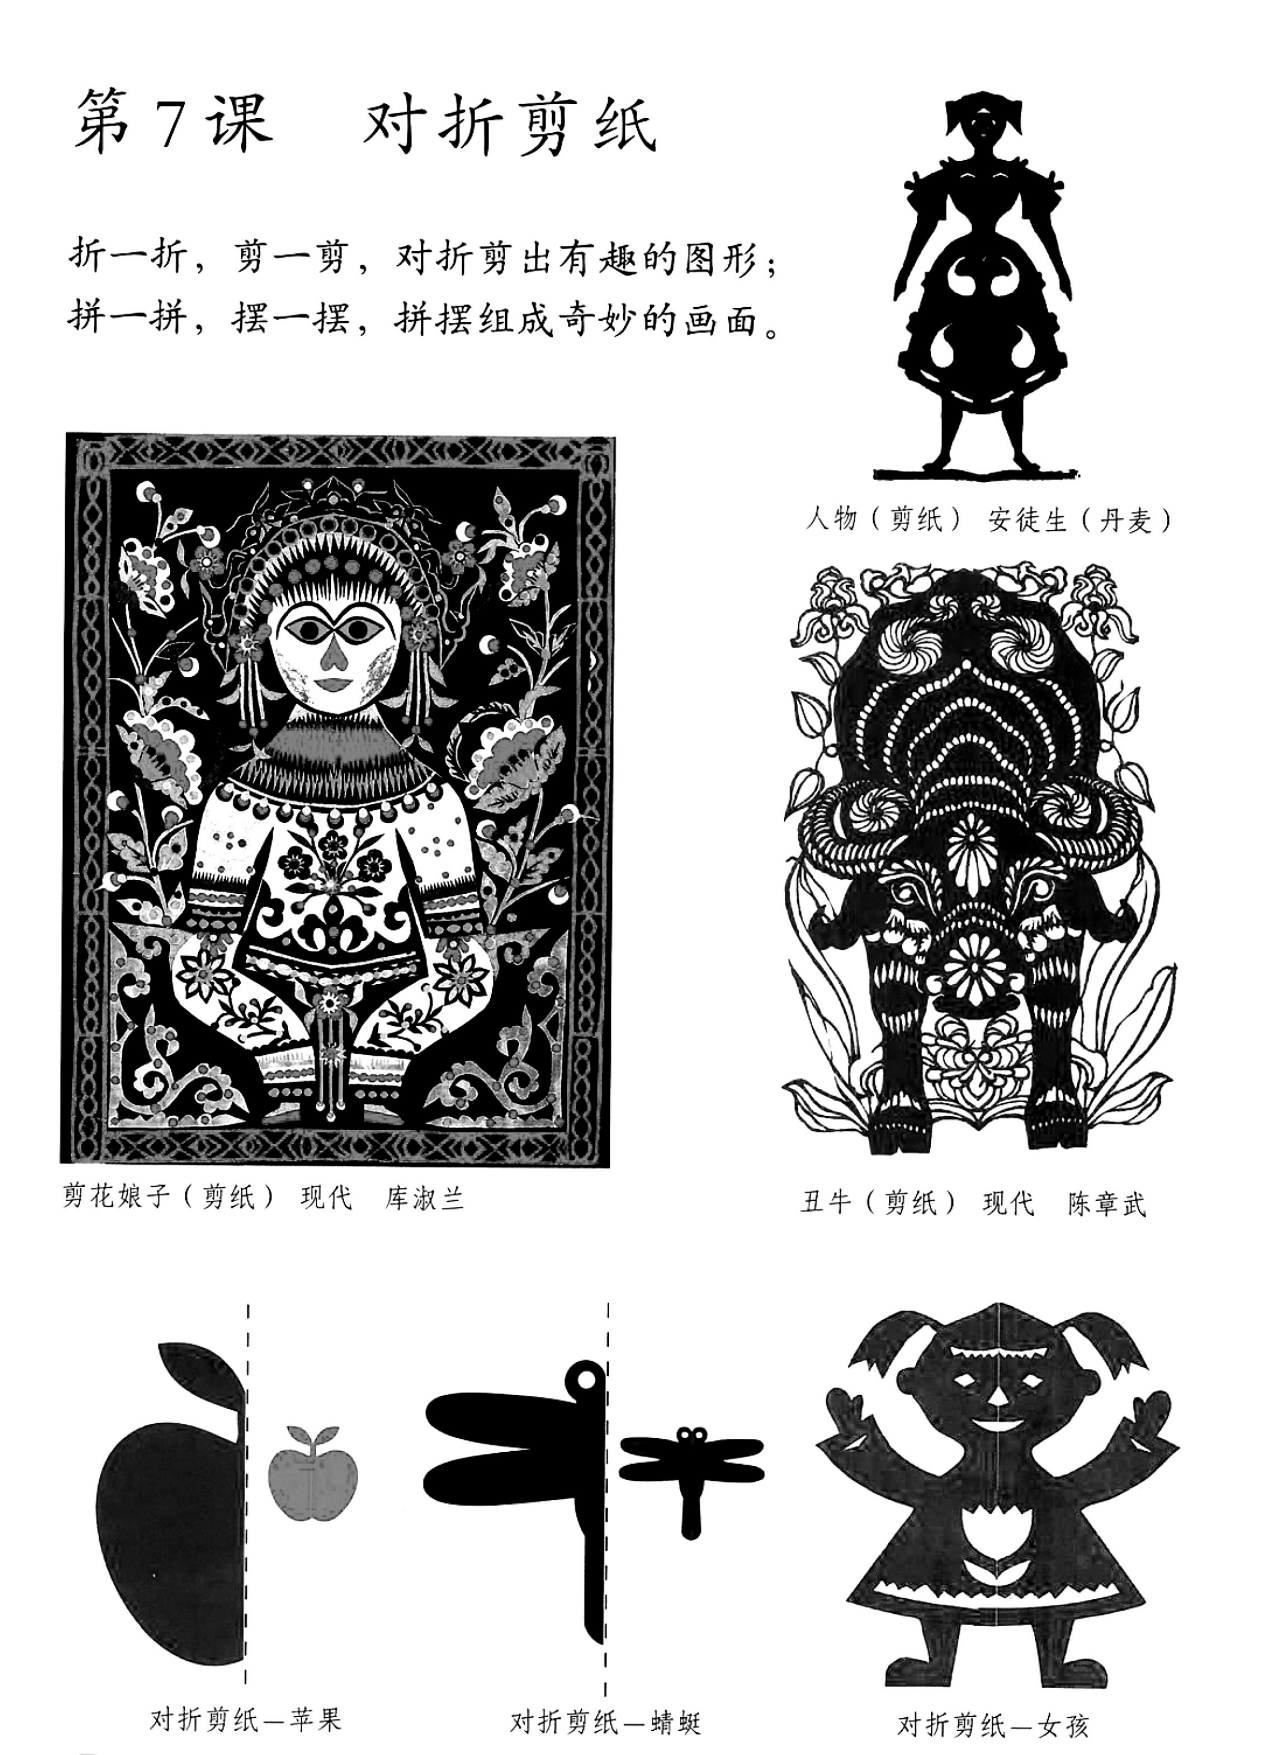 第7课 对折剪纸
折一折，剪一剪，对折剪出有趣的图形；
拼一拼，摆一摆，拼摆组成奇妙的画面。
人物（剪纸） 安徒生（丹麦）
剪花娘子（剪纸） 现代 库淑兰
丑牛（剪纸） 现代 陈章武
对折剪纸—苹果
对折剪纸—蜻蜓
对折剪纸—女孩